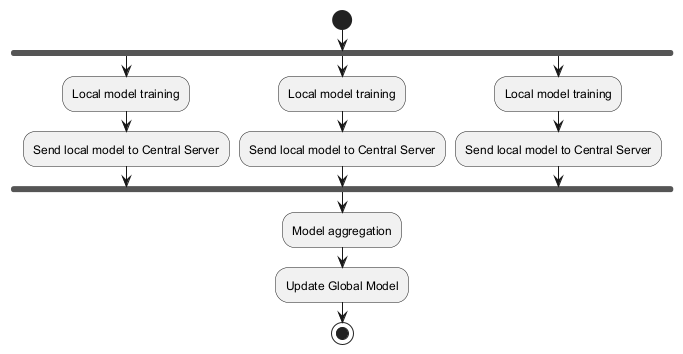 Local model training
Local model training
Local model training
Send local model to Central Server
Send local model to Central Server
Send local model to Central Server
Model aggregation
Update Global Model